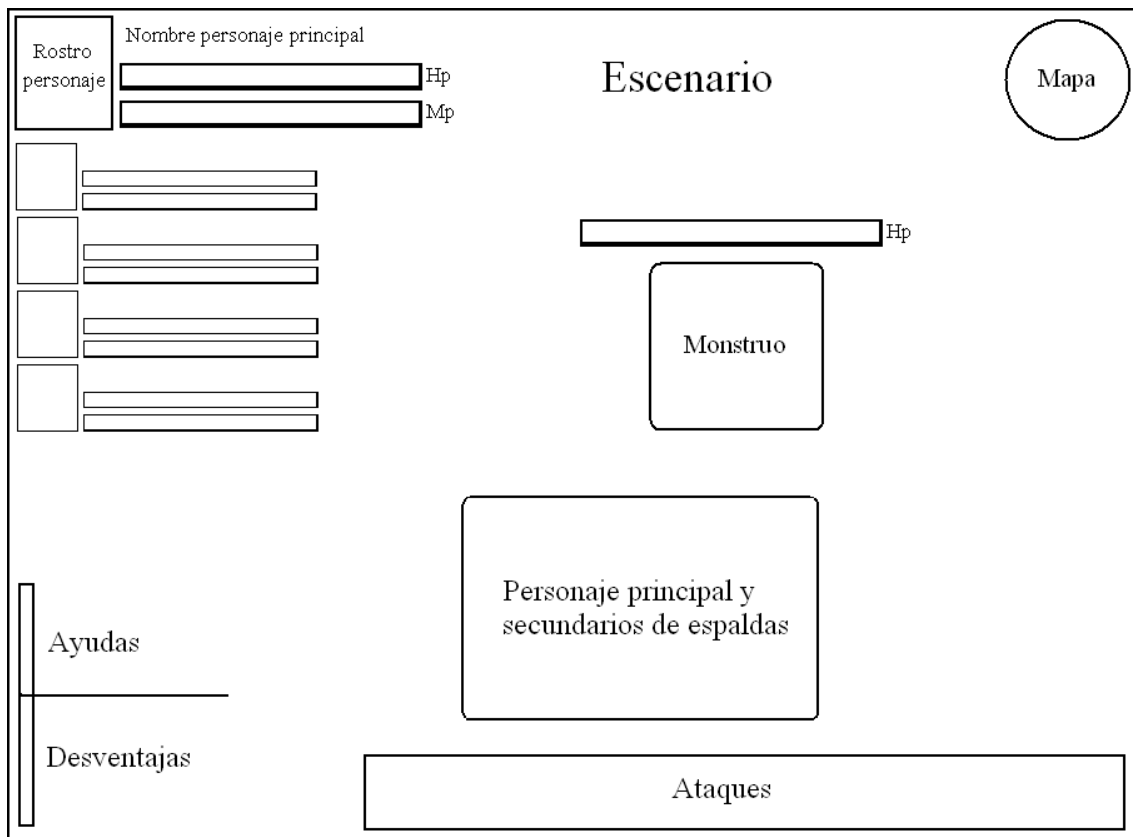 Rostro
personaje
Nombre personaje principal
Hp
Mp
Escenario
Mapa
Hp
Monstruo
Personaje principal y
secundarios de espaldas
Ayudas
Desventajas
Ataques